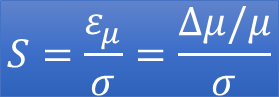 S = ε_μ / σ = (Δμ/μ) / σ